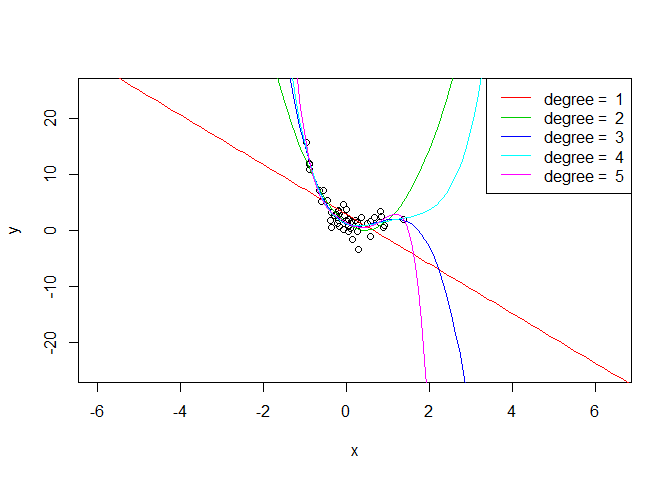 degree = 1
degree = 2
degree = 3
degree = 4
degree = 5
y
20
10
0
-10
-20
-6 -4 -2 0 2 4 6
x